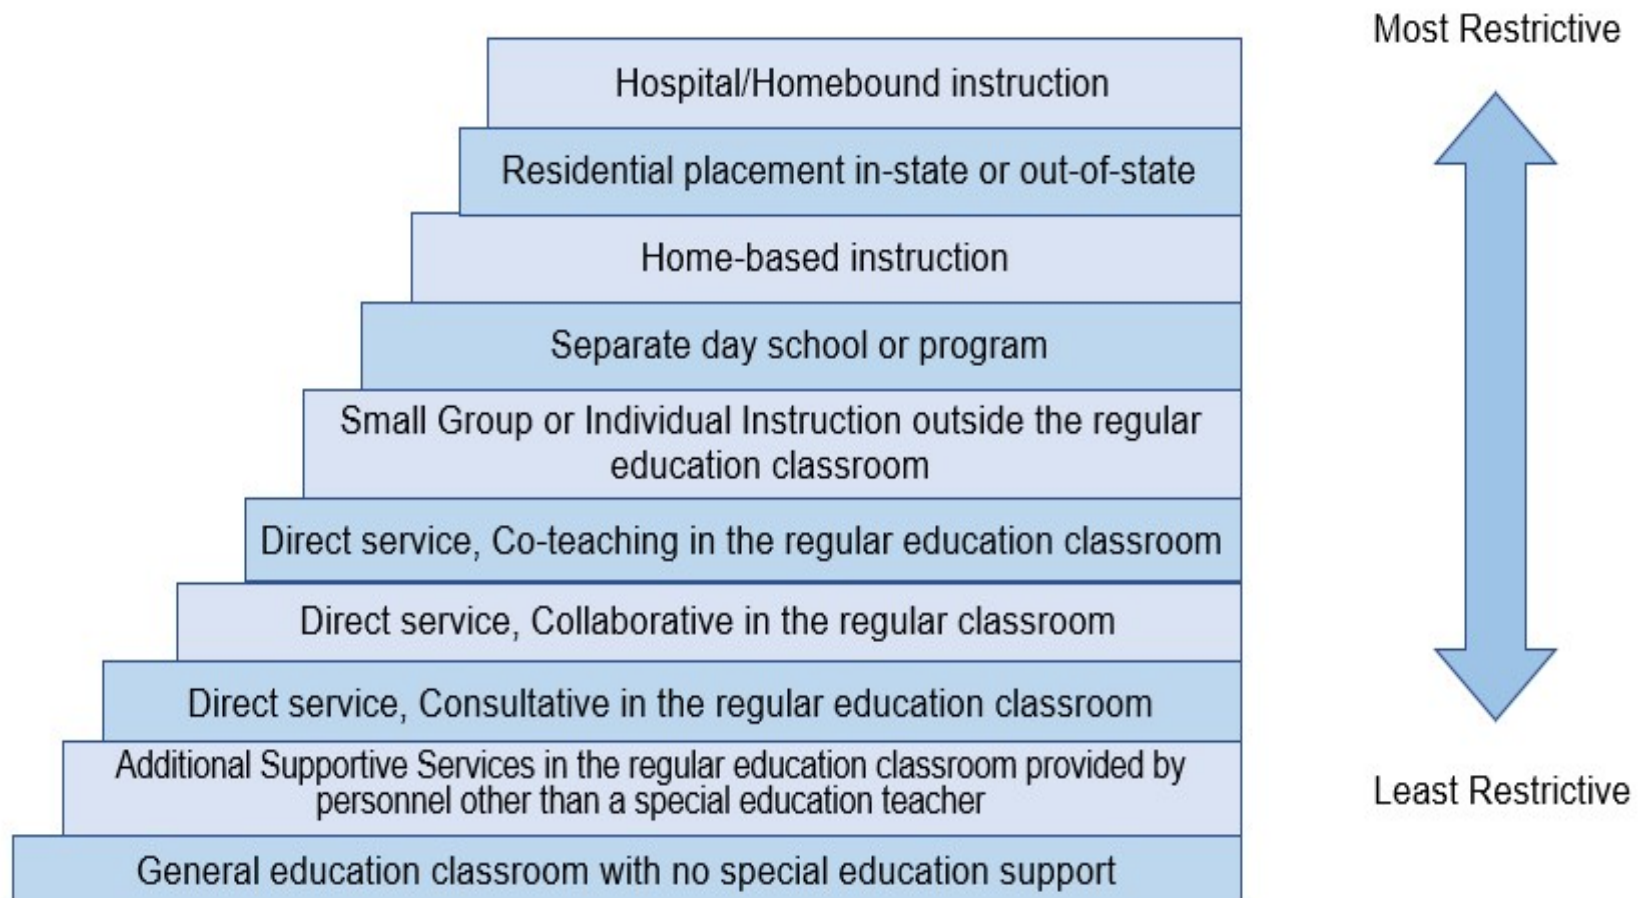 Most Restrictive
Hospital/Homebound instruction
Residential placement in-state or out-of-state
Home-based instruction
Separate day school or program
Small Group or Individual Instruction outside the regular
education classroom
Direct service, Co-teaching in the regular education classroom
Direct service, Collaborative in the regular classroom
Direct service, Consultative in the regular education classroom
Additional Supportive Services in the regular education classroom provided by
personnel other than a special education teacher
Least Restrictive
General education classroom with no special education support